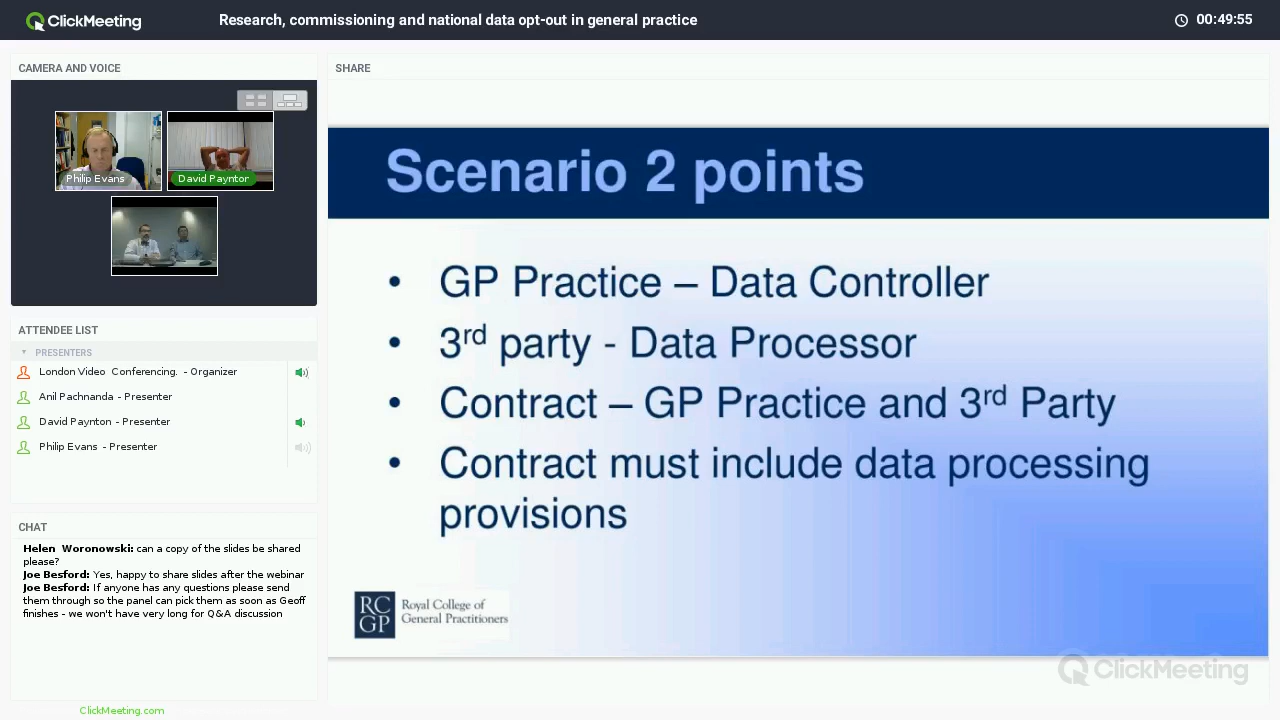 ClickMeeting
Research, commissioning and national data opt-out in general practice
00:49:55
CAMERA AND VOICE
Philip Evans
David Paynton
ATTENDEE LIST
PRESENTERS
London Video Conferencing. - Organizer
Anil Pachnanda - Presenter
David Paynton - Presenter
Philip Evans - Presenter
CHAT
Helen Woronowski: can a copy of the slides be shared
please?
Joe Besford: Yes, happy to share slides after the webinar
Joe Besford: If anyone has any questions please send
them through so the panel can pick them as soon as Geoff
finishes - we won't have very long for Q&A discussion
ClickMeeting.com
SHARE
Scenario 2 points
• GP Practice – Data Controller
• 3rd party - Data Processor
• Contract – GP Practice and 3rd Party
• Contract must include data processing
provisions
RC
GP
Royal College of
General Practitioners
ClickMeeting